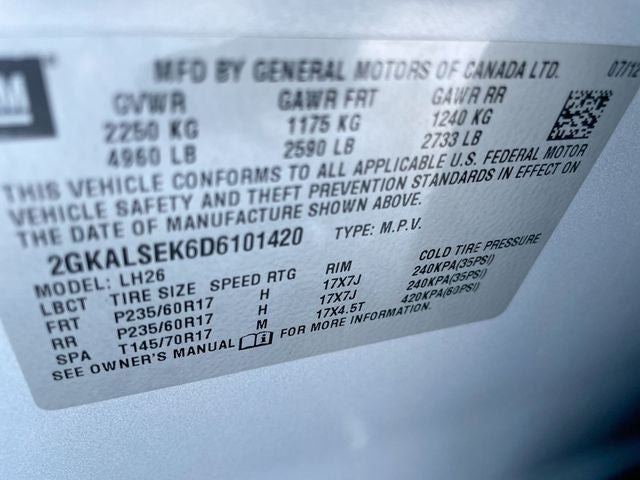 GM
MFD BY GENERAL MOTORS OF CANADA LTD. 07/12
GVWR GAWR FRT GAWR RR
2250 KG 1175 KG 1240 KG
4960 LB 2590 LB 2733 LB
THIS VEHICLE CONFORMS TO ALL APPLICABLE U.S. FEDERAL MOTOR
VEHICLE SAFETY AND THEFT PREVENTION STANDARDS IN EFFECT ON
THE DATE OF MANUFACTURE SHOWN ABOVE.
2GKALSEK6D6101420 TYPE: M.P.V.
MODEL: LH26
LBCT TIRE SIZE SPEED RTG RIM COLD TIRE PRESSURE
FRT P235/60R17 H 17X7J 240KPA(35PSI)
RR P235/60R17 H 17X7J 240KPA(35PSI)
SPA T145/70R17 M 17X4.5T 420KPA(60PSI)
SEE OWNER'S MANUAL FOR MORE INFORMATION.